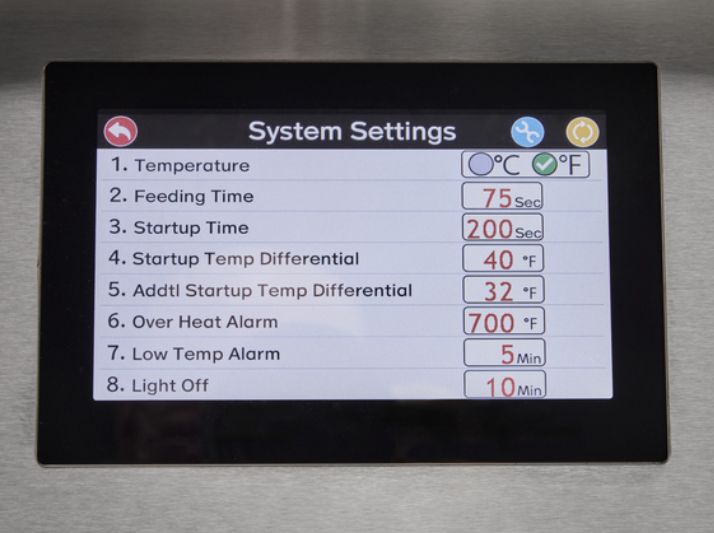 System Settings
1. Temperature °C °F
2. Feeding Time 75 Sec
3. Startup Time 200 Sec
4. Startup Temp Differential 40 °F
5. Addtl Startup Temp Differential 32 °F
6. Over Heat Alarm 700 °F
7. Low Temp Alarm 5 Min
8. Light Off 10 Min